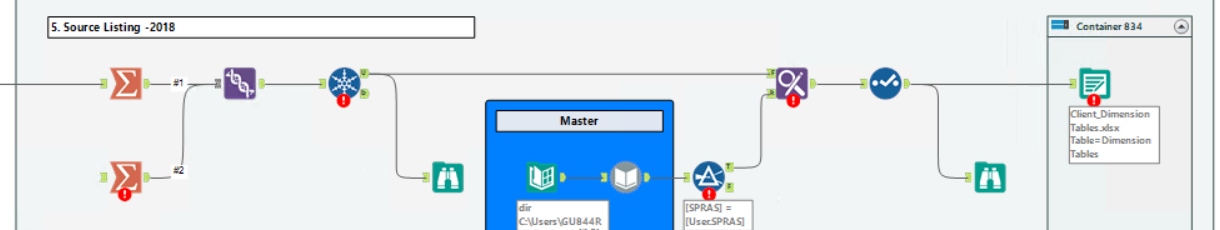 5. Source Listing -2018
Container 834
#1
Client_Dimension
Tables.xlsx
Table=Dimension
Tables
Master
#2
dir
C:\Users\GU844R
[SPRAS] =
[User.SPRAS]
T
F